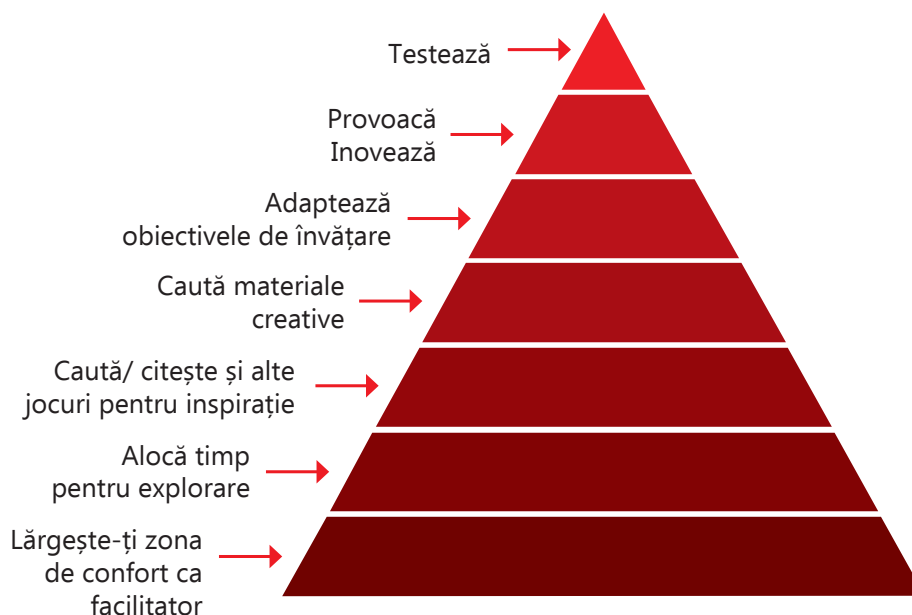 Testează
Provoacă
Inovează
Adaptează
obiectivele de învățare
Caută materiale
creative
Caută/ citește și alte
jocuri pentru inspirație
Alocă timp
pentru explorare
Lărgește-ți zona
de confort ca
facilitator